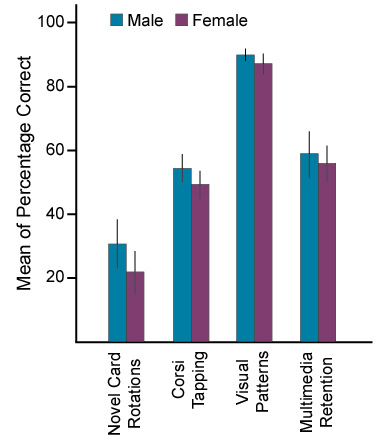 Male Female
Mean of Percentage Correct
100
80
60
40
20
Novel Card
Rotations
Corsi
Tapping
Visual
Patterns
Multimedia
Retention